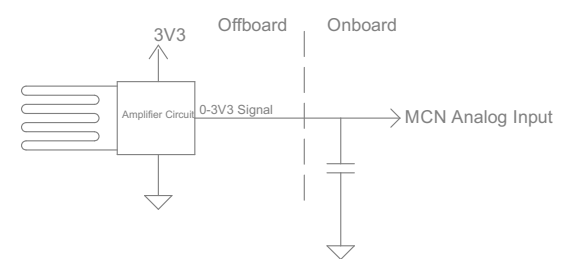 Offboard
Onboard
3V3
Amplifier Circuit
0-3V3 Signal
MCN Analog Input